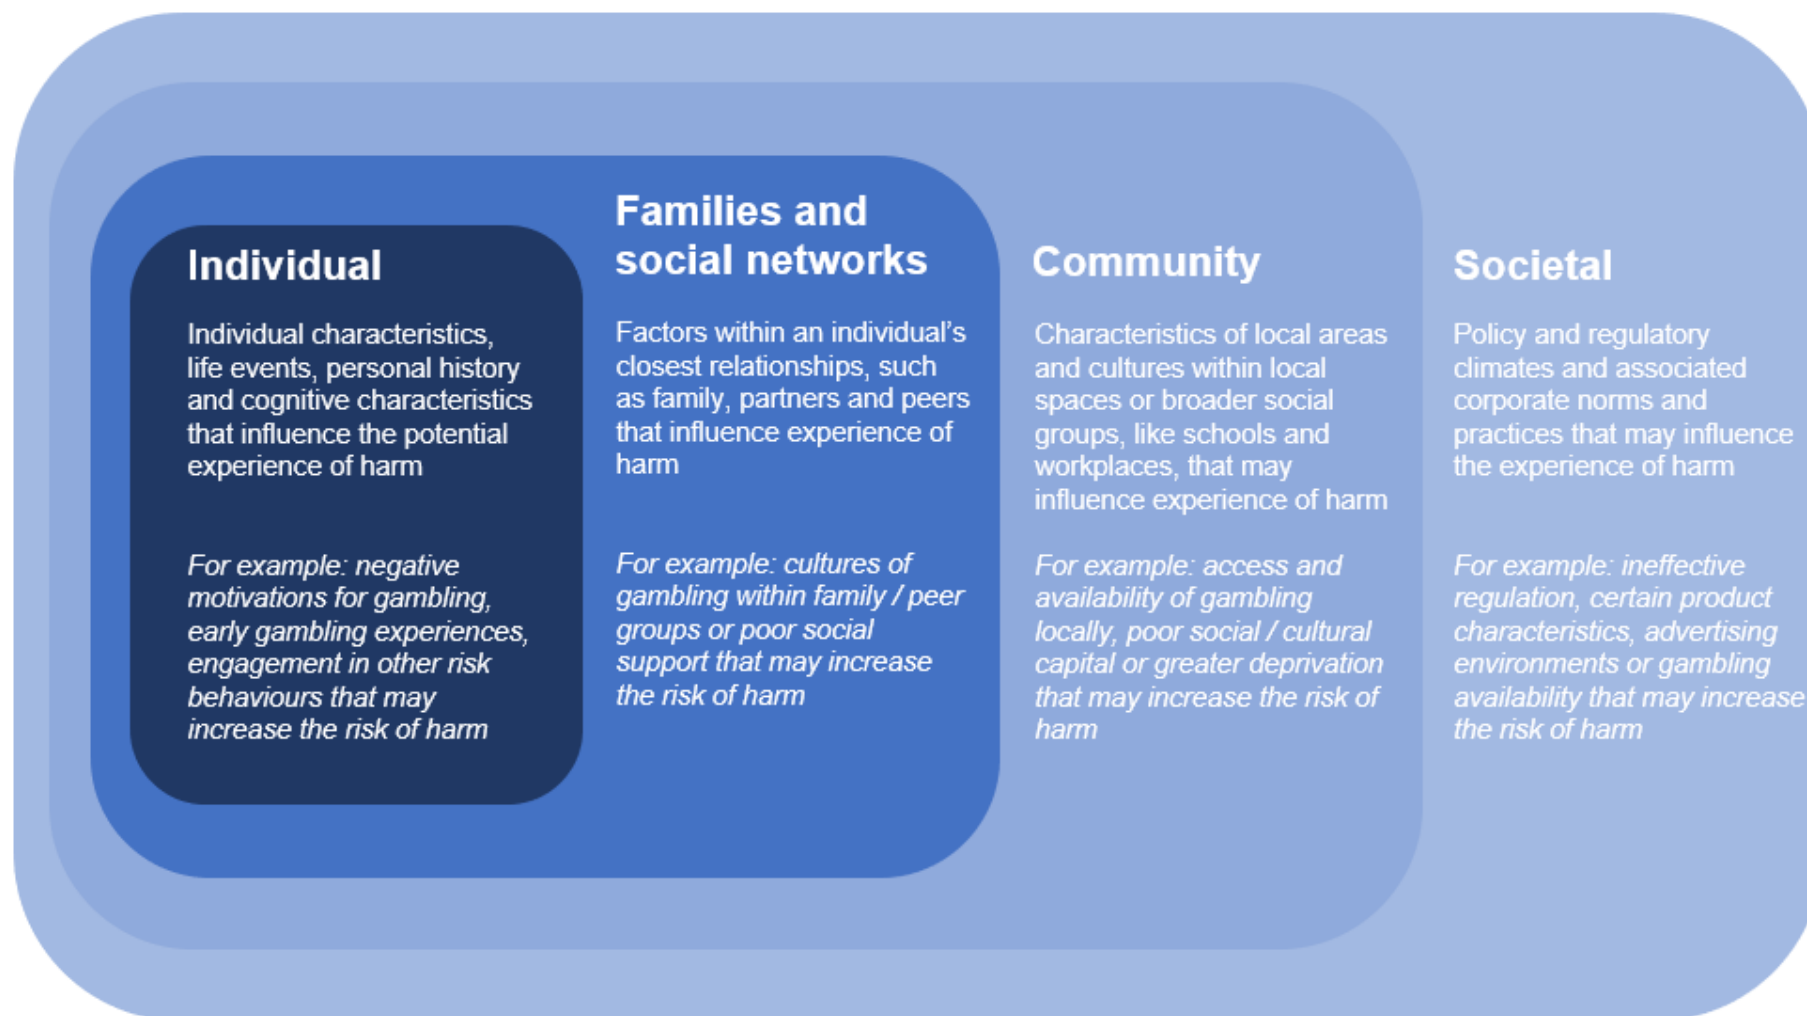 Individual
Individual characteristics,
life events, personal history
and cognitive characteristics
that influence the potential
experience of harm
For example: negative
motivations for gambling,
early gambling experiences,
engagement in other risk
behaviours that may
increase the risk of harm
Families and
social networks
Factors within an individual’s
closest relationships, such
as family, partners and peers
that influence experience of
harm
For example: cultures of
gambling within family / peer
groups or poor social
support that may increase
the risk of harm
Community
Characteristics of local areas
and cultures within local
spaces or broader social
groups, like schools and
workplaces, that may
influence experience of harm
For example: access and
availability of gambling
locally, poor social / cultural
capital or greater deprivation
that may increase the risk of
harm
Societal
Policy and regulatory
climates and associated
corporate norms and
practices that may influence
the experience of harm
For example: ineffective
regulation, certain product
characteristics, advertising
environments or gambling
availability that may increase
the risk of harm